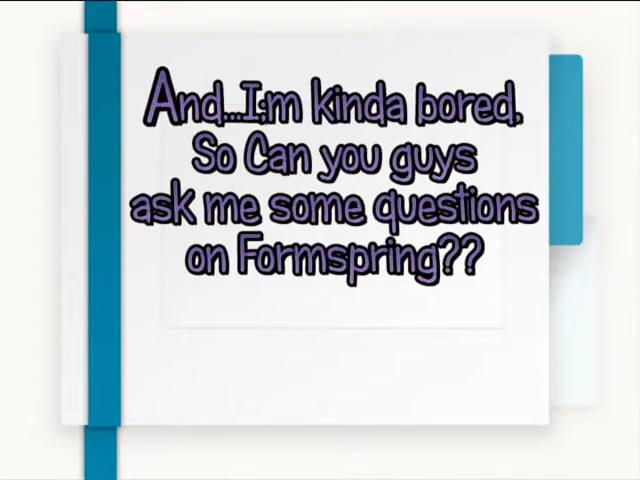 And...I;m kinda bored,
So Can you guys
ask me some questions
on Formspring??